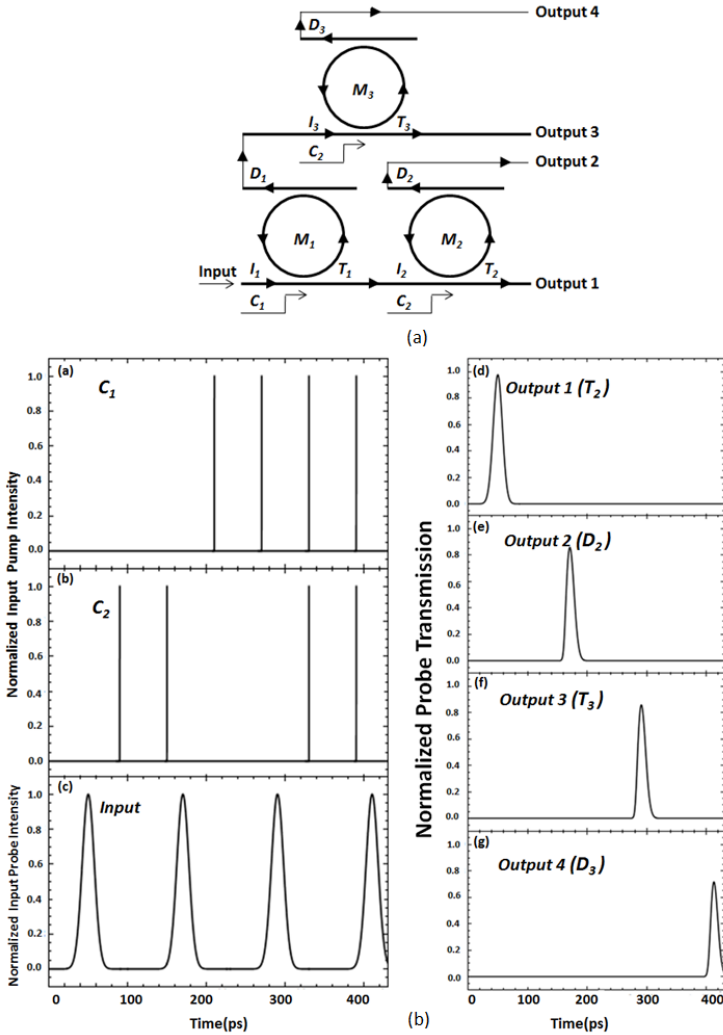 D3
Output 4
M3
I3
T3
Output 3
C2
Output 2
D1
D2
M1
M2
Input
I1
T1
I2
T2
Output 1
C1
C2
(a)
(a)
C1
1.0
0.8
0.6
0.4
0.2
0.0
(b)
C2
1.0
0.8
0.6
0.4
0.2
0.0
(c)
Input
1.0
0.8
0.6
0.4
0.2
0.0
Normalized Input Pump Intensity
Normalized Input Probe Intensity
0
100
200
300
400
Time(ps)
(d)
Output 1 (T2)
1.0
0.8
0.6
0.4
0.2
0.0
(e)
Output 2 (D2)
1.0
0.8
0.6
0.4
0.2
0.0
(f)
Output 3 (T3)
1.0
0.8
0.6
0.4
0.2
0.0
(g)
Output 4 (D3)
1.0
0.8
0.6
0.4
0.2
0.0
Normalized Probe Transmission
0
100
200
300
400
Time(ps)
(b)